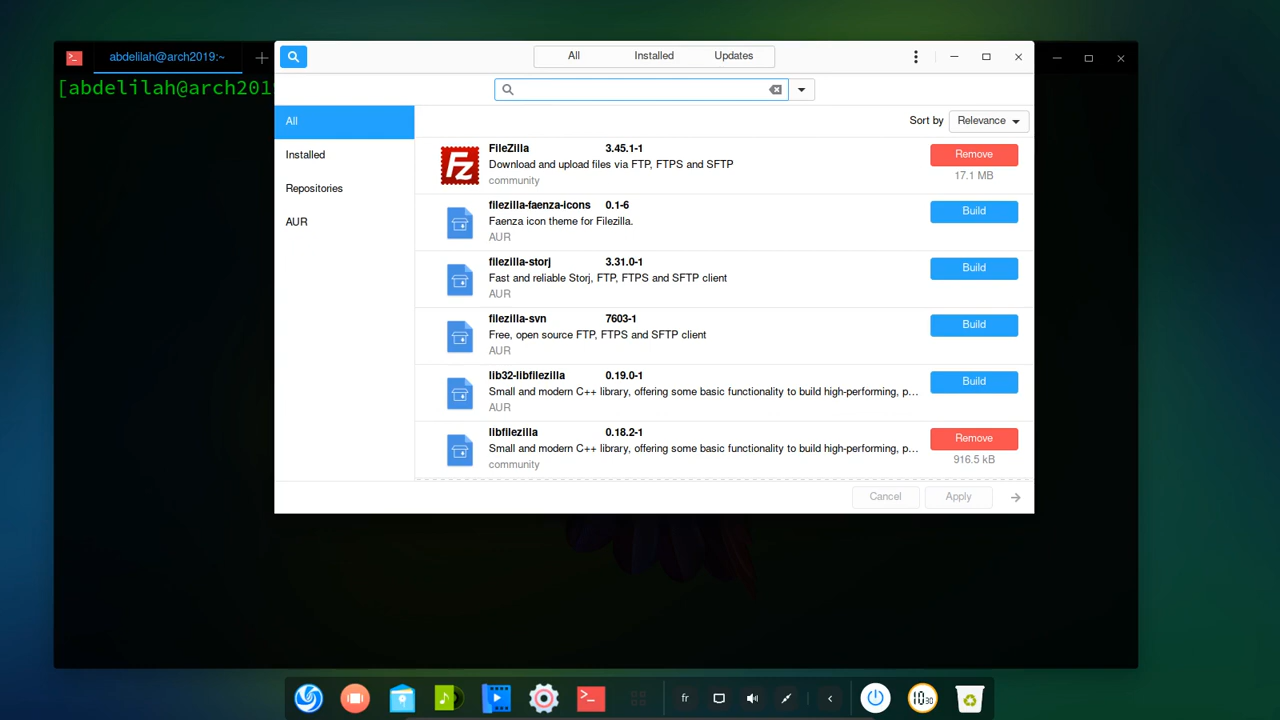 abdelilah@arch2019:~
[abdelilah@arch201
All
Installed
Updates
All
Installed
Repositories
AUR
Sort by
Relevance
FileZilla 3.45.1-1
Download and upload files via FTP, FTPS and SFTP
community
Remove
17.1 MB
filezilla-faenza-icons 0.1-6
Faenza icon theme for Filezilla.
AUR
Build
filezilla-storj 3.31.0-1
Fast and reliable Storj, FTP, FTPS and SFTP client
AUR
Build
filezilla-svn 7603-1
Free, open source FTP, FTPS and SFTP client
AUR
Build
lib32-libfilezilla 0.19.0-1
Small and modern C++ library, offering some basic functionality to build high-performing, p…
AUR
Build
libfilezilla 0.18.2-1
Small and modern C++ library, offering some basic functionality to build high-performing, p…
community
Remove
916.5 kB
Cancel
Apply
fr
10 30